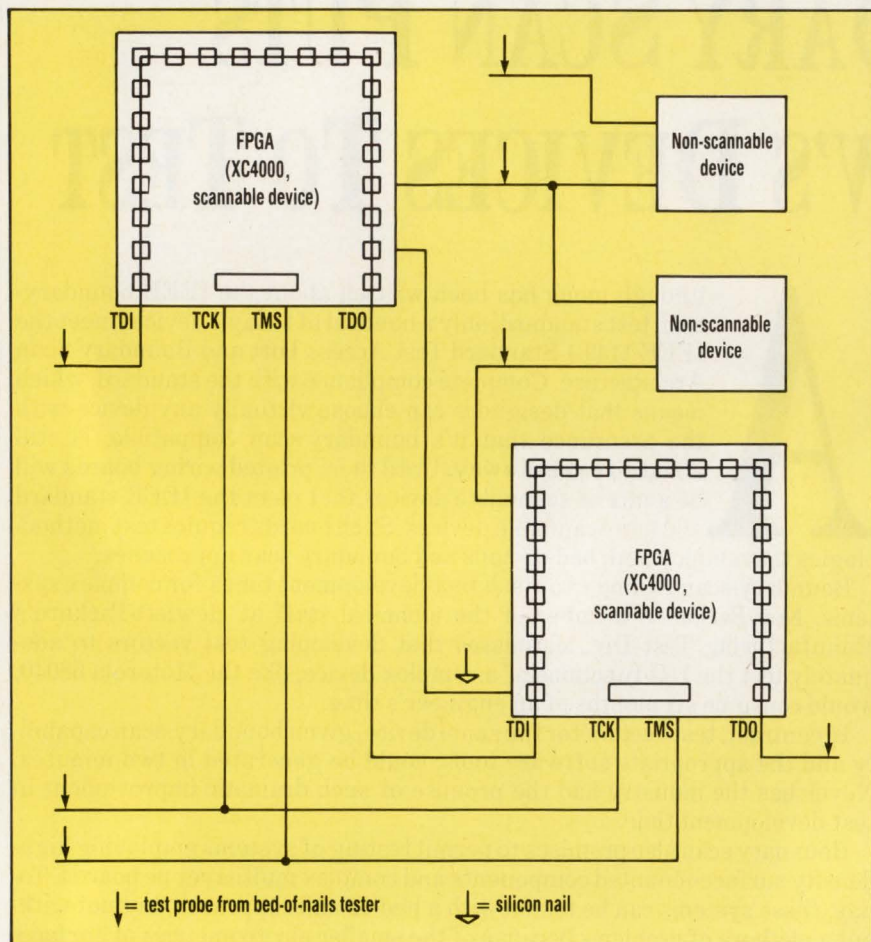 FPGA
(XC4000,
scannable device)
Non-scannable
device
TDI TCK TMS TDO
Non-scannable
device
FPGA
(XC4000,
scannable device)
TDI TCK TMS TDO
= test probe from bed-of-nails tester
= silicon nail